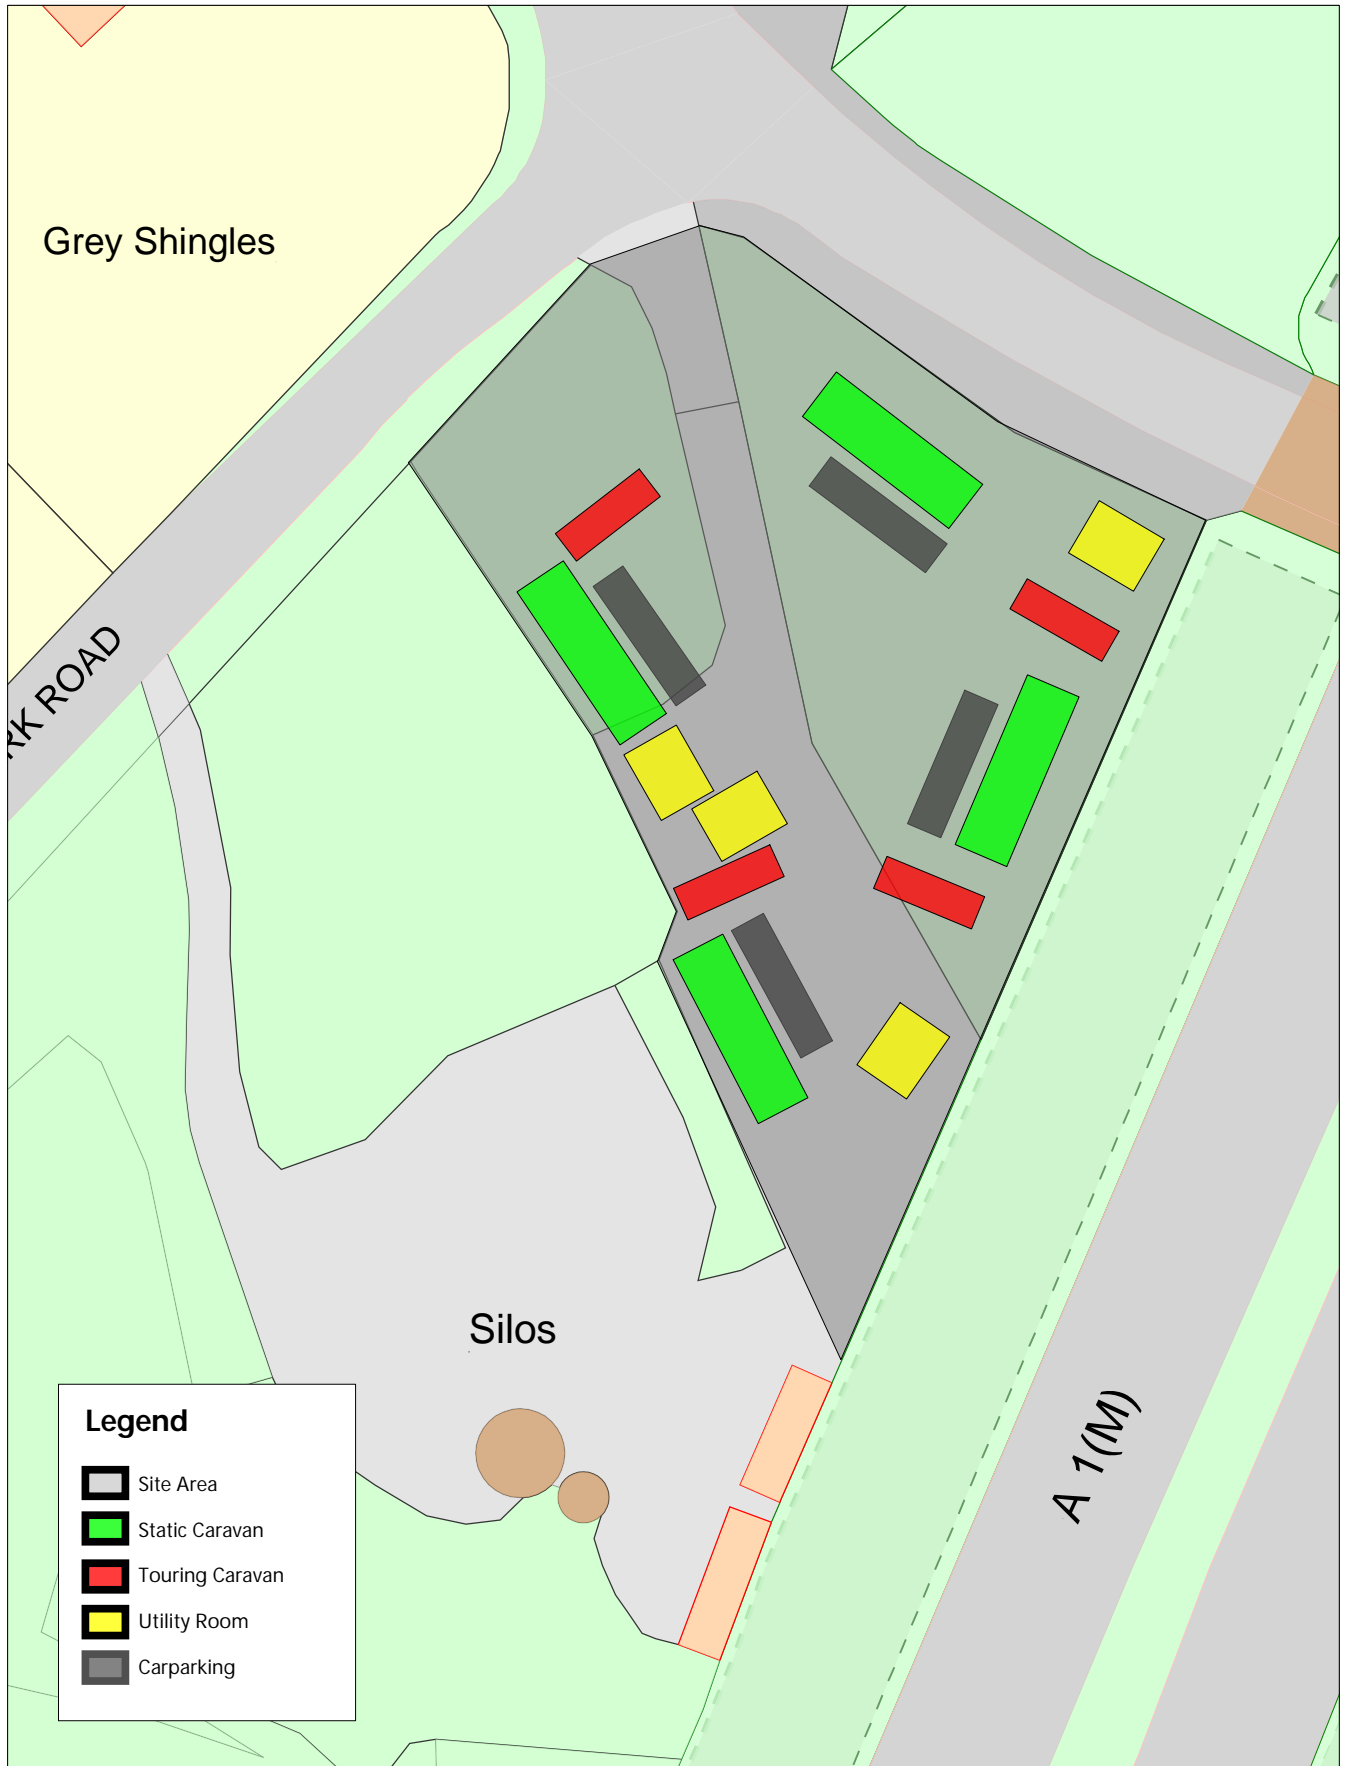 Grey Shingles
RK ROAD
Silos
A 1(M)
Legend
Site Area
Static Caravan
Touring Caravan
Utility Room
Carparking